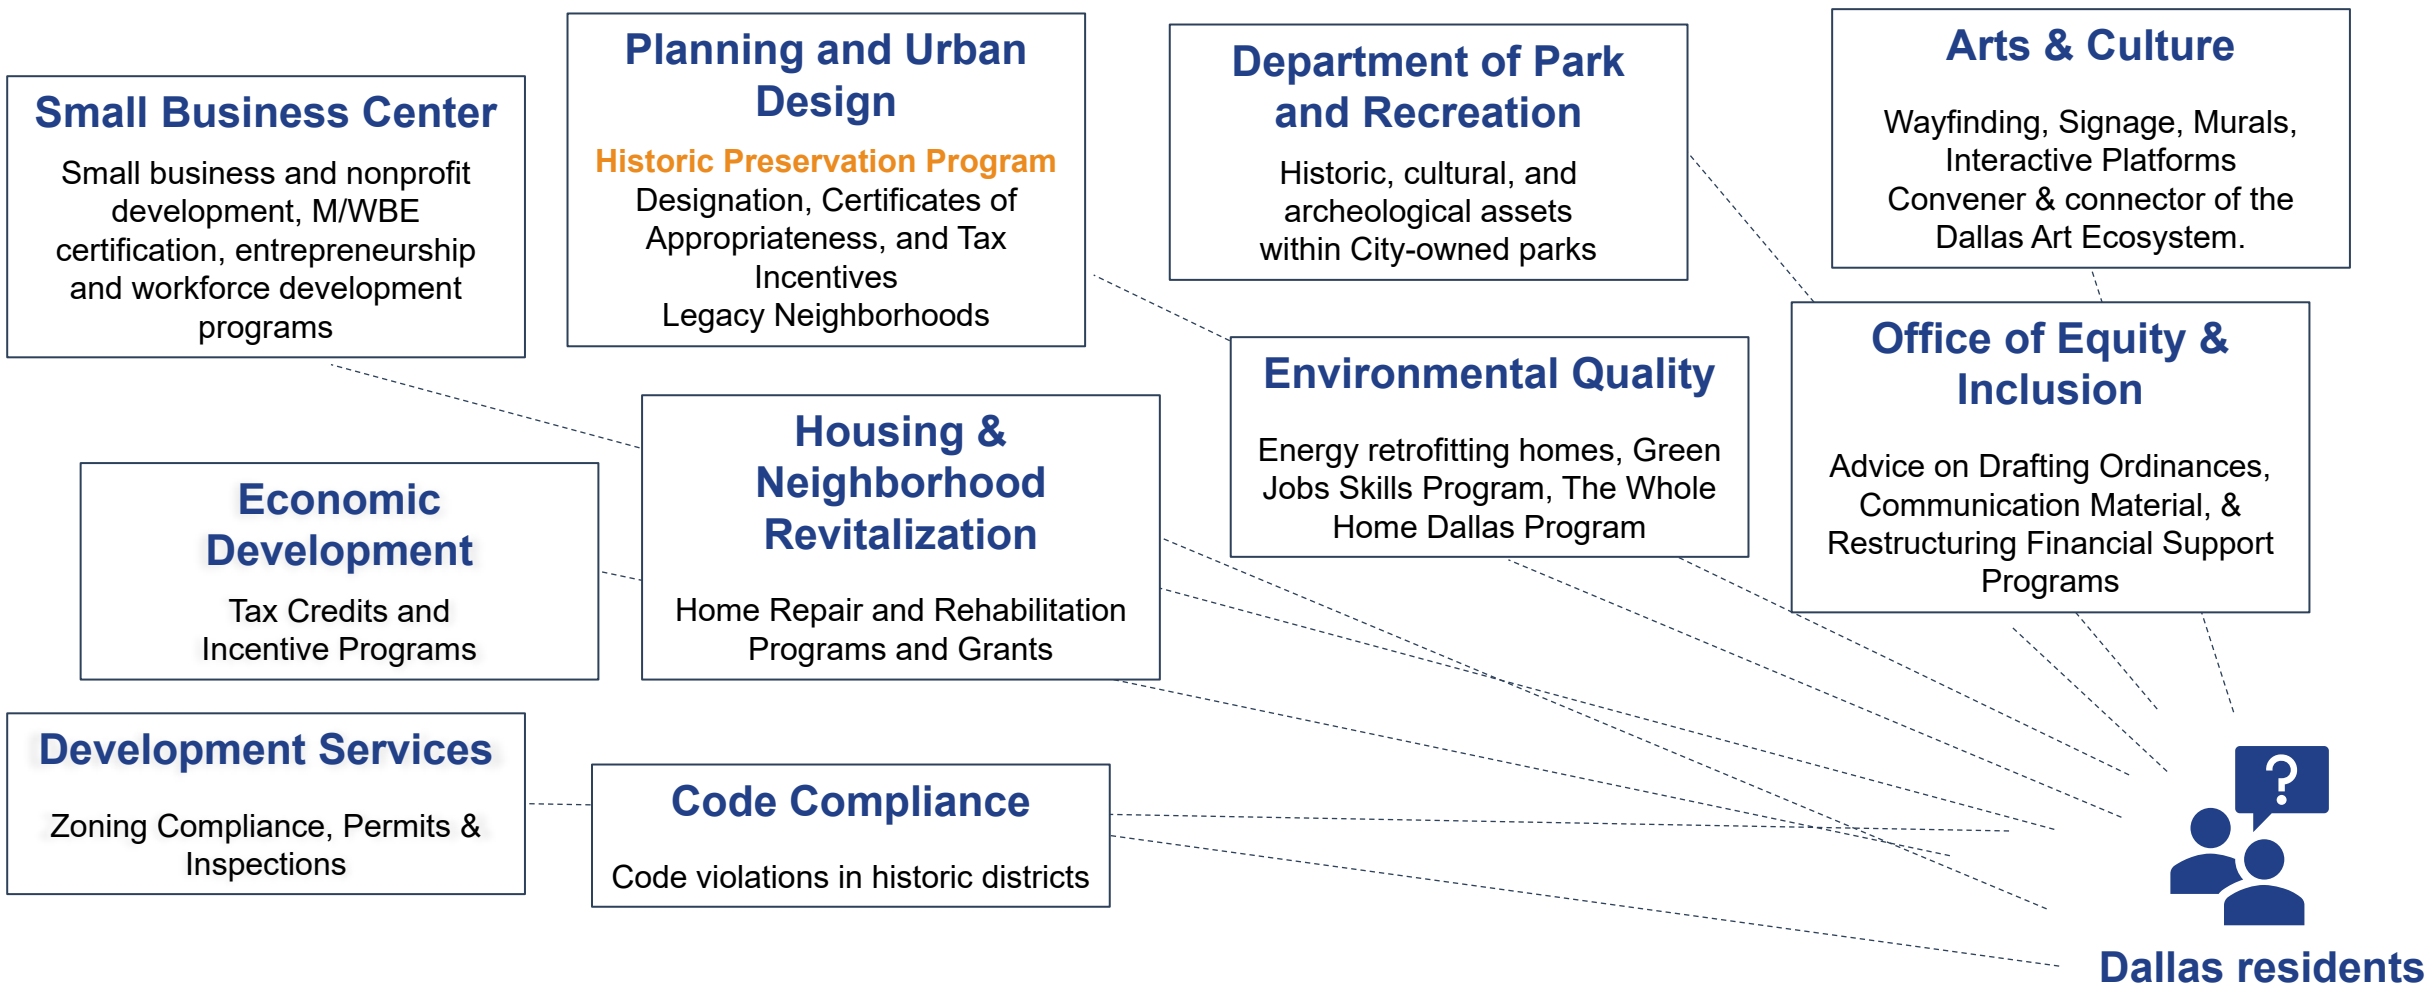 Small Business Center
Small business and nonprofit
development, M/WBE
certification, entrepreneurship
and workforce development
programs
Planning and Urban
Design
Historic Preservation Program
Designation, Certificates of
Appropriateness, and Tax
Incentives
Legacy Neighborhoods
Department of Park
and Recreation
Historic, cultural, and
archeological assets
within City-owned parks
Arts & Culture
Wayfinding, Signage, Murals,
Interactive Platforms
Convener & connector of the
Dallas Art Ecosystem.
Economic
Development
Tax Credits and
Incentive Programs
Housing &
Neighborhood
Revitalization
Home Repair and Rehabilitation
Programs and Grants
Environmental Quality
Energy retrofitting homes, Green
Jobs Skills Program, The Whole
Home Dallas Program
Office of Equity &
Inclusion
Advice on Drafting Ordinances,
Communication Material, &
Restructuring Financial Support
Programs
Development Services
Zoning Compliance, Permits &
Inspections
Code Compliance
Code violations in historic districts
?
Dallas residents